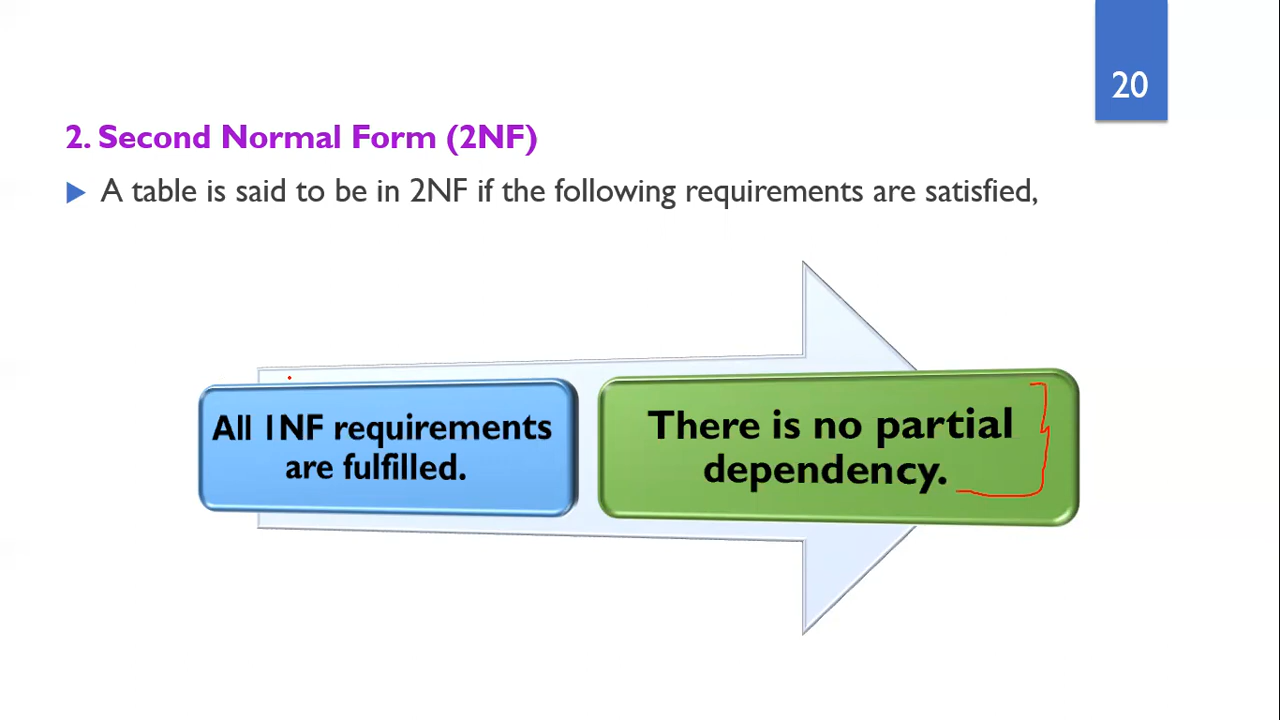 20
2. Second Normal Form (2NF)
A table is said to be in 2NF if the following requirements are satisfied,
All 1NF requirements
are fulfilled.
There is no partial
dependency.